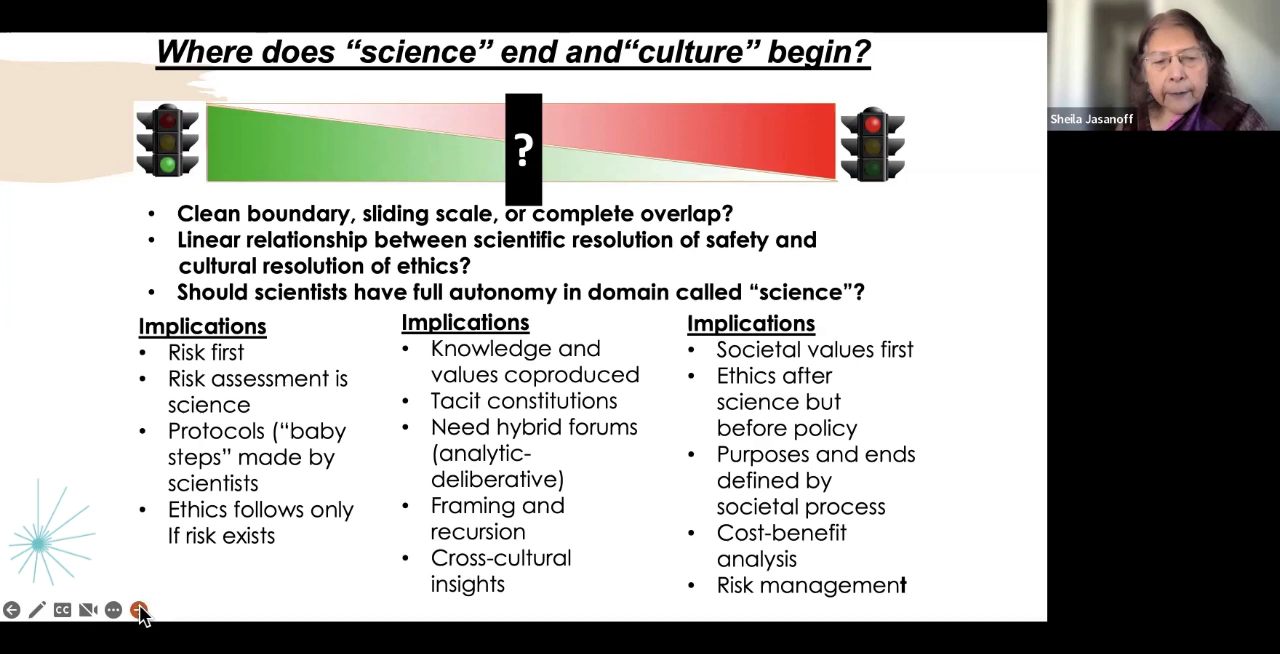 Where does “science” end and“culture” begin?
?
Sheila Jasanoff
• Clean boundary, sliding scale, or complete overlap?
• Linear relationship between scientific resolution of safety and
cultural resolution of ethics?
• Should scientists have full autonomy in domain called “science”?
Implications
• Risk first
• Risk assessment is
science
• Protocols (“baby
steps” made by
scientists
• Ethics follows only
If risk exists
Implications
• Knowledge and
values coproduced
• Tacit constitutions
• Need hybrid forums
(analytic-
deliberative)
• Framing and
recursion
• Cross-cultural
insights
Implications
• Societal values first
• Ethics after
science but
before policy
• Purposes and ends
defined by
societal process
• Cost-benefit
analysis
• Risk management
CC